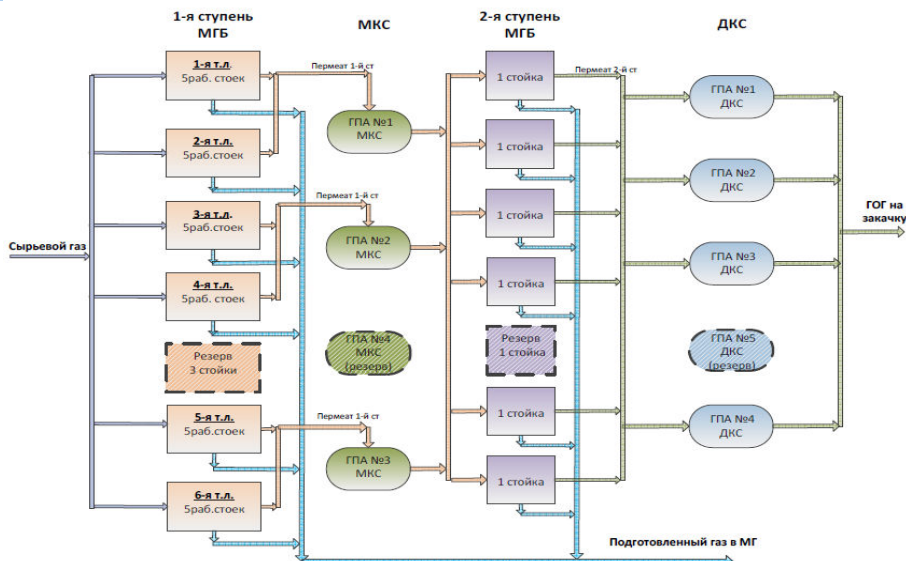 1-я ступень
МГБ
МКС
2-я ступень
МГБ
ДКС
1-я т.л.
5раб. стоек
2-я т.л.
5раб.стоек
3-я т.л.
5раб.стоек
4-я т.л.
5раб. стоек
Резерв
3 стойки
5-я т.л.
5раб.стоек
6-я т.л.
5раб.стоек
Сырьевой газ
Пермеат 1-й ст
ГПА №1
МКС
Пермеат 1-й ст
ГПА №2
МКС
ГПА №4
МКС
(резерв)
Пермеат 1-й ст
ГПА №3
МКС
1 стойка
1 стойка
1 стойка
1 стойка
Резерв
1 стойка
1 стойка
1 стойка
Пермеат 2-й ст
ГПА №1
ДКС
ГПА №2
ДКС
ГПА №3
ДКС
ГПА №5
ДКС
(резерв)
ГПА №4
ДКС
ГОГ на
закачку
Подготовленный газ в МГ